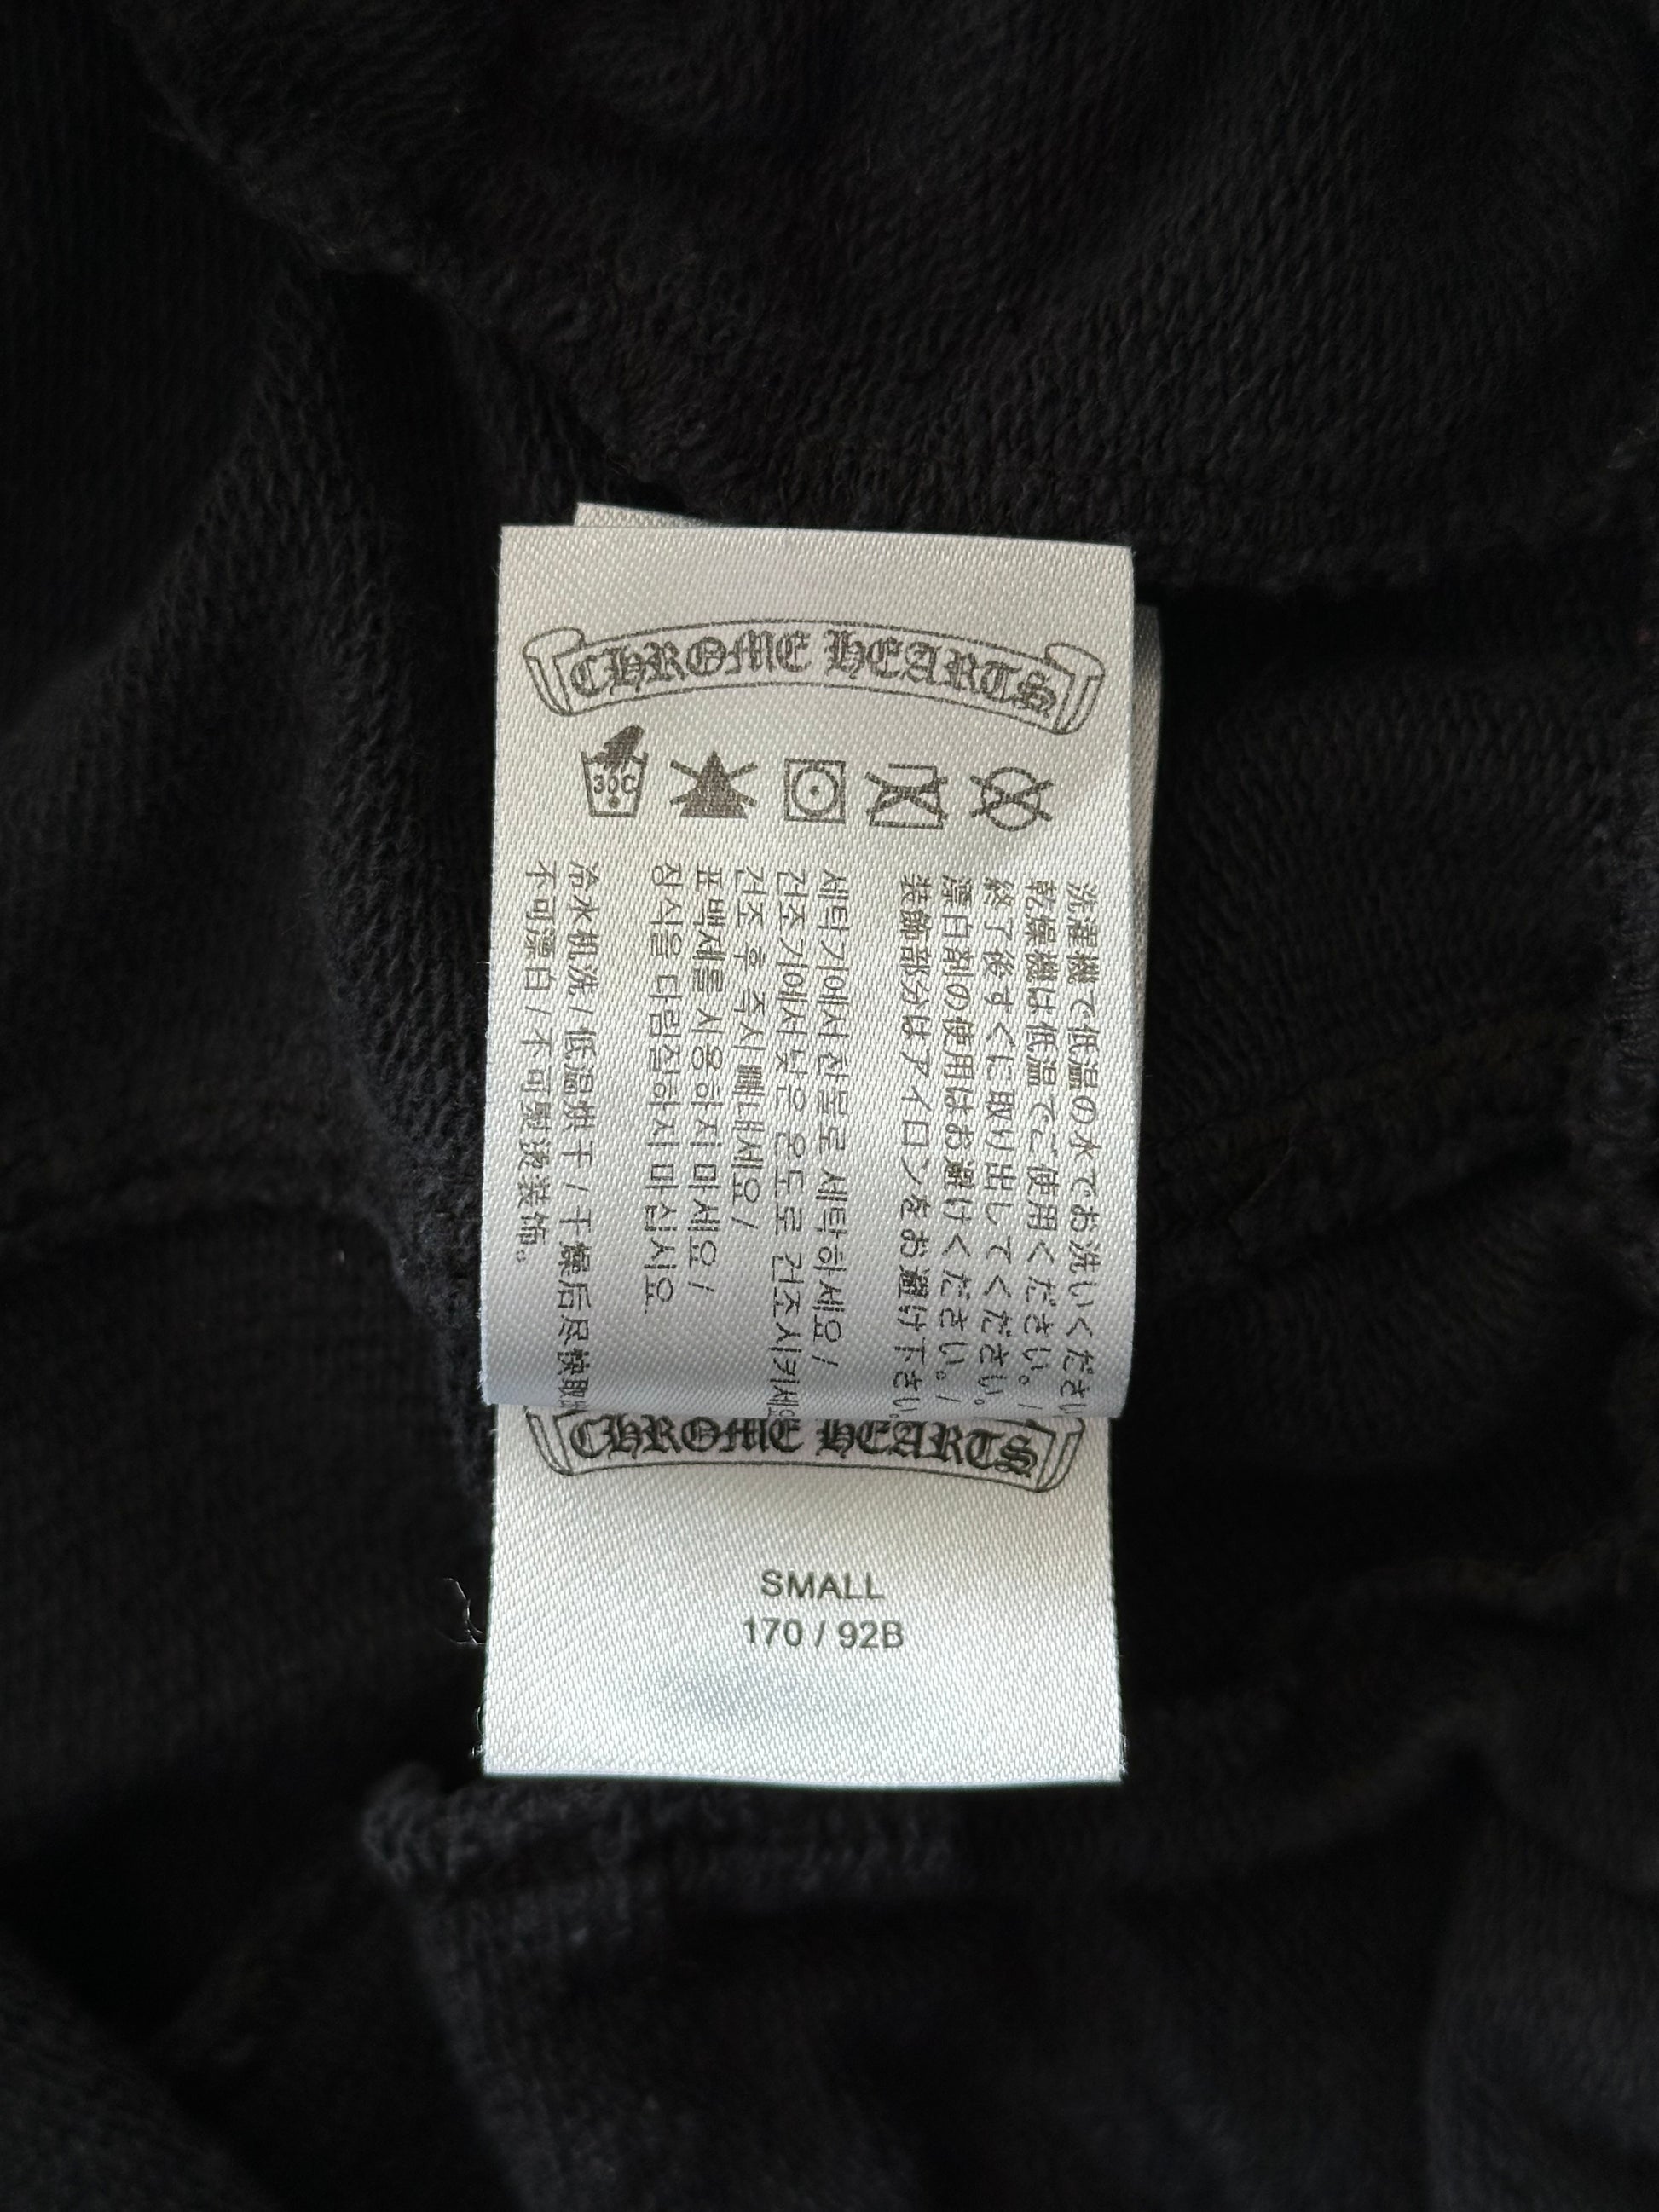 CHROME HEARTS
30C
洗濯機で低温の水でお洗いください
乾燥機は低温でご使用ください。/
終了後すぐに取り出してください。
漂白剤の使用はお避けください。/
装飾部分はアイロンをお避け下さい。
세탁기에서 찬물로 세탁하세요 /
건조기에서 낮은 온도로 건조시키세요
건조 후 즉시 빼내세요 /
표백제를 사용하지 마세요 /
장식을 다림질하지 마십시요.
冷水机洗 / 低温烘干 / 干燥后尽快取出
不可漂白 / 不可熨烫装饰。
CHROME HEARTS
SMALL
170 / 92B